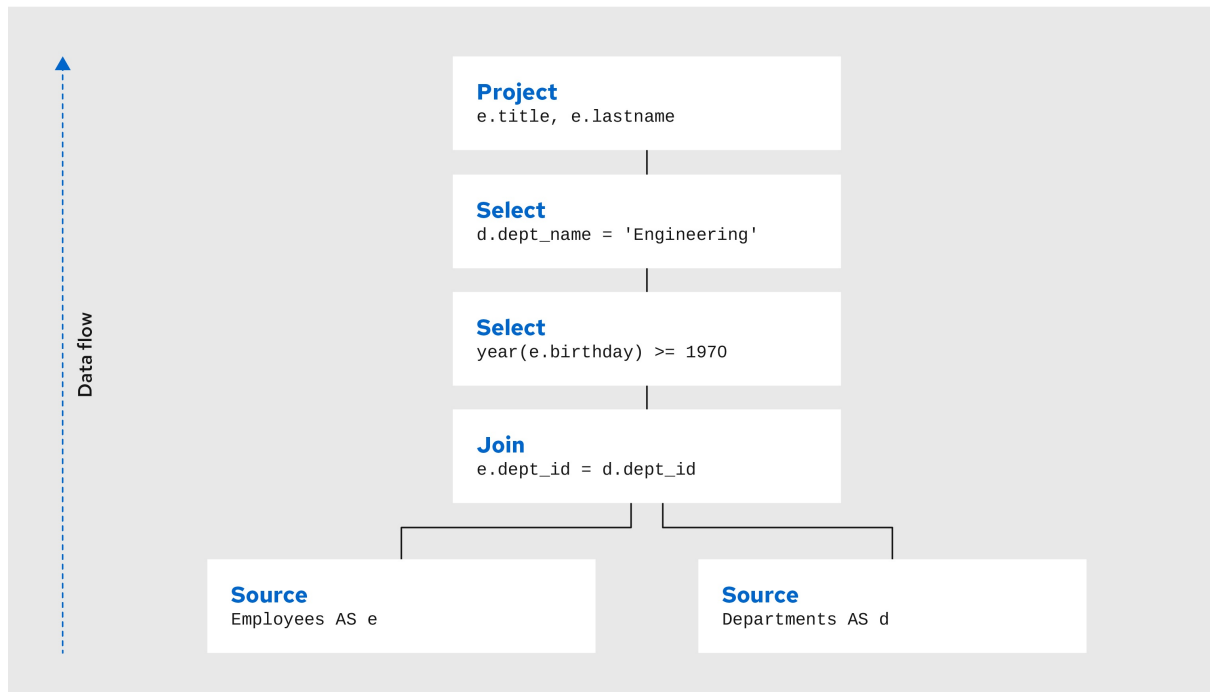 Project
e.title, e.lastname
Select
d.dept_name = 'Engineering'
Select
year(e.birthday) >= 1970
Data flow
Join
e.dept_id = d.dept_id
Source
Employees AS e
Source
Departments AS d